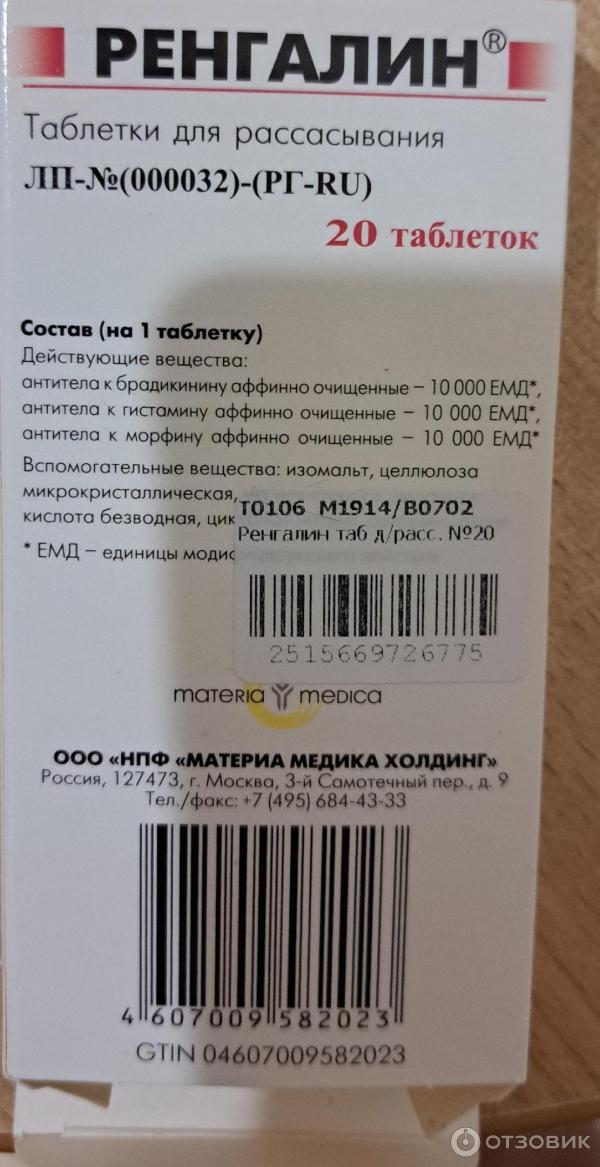 РЕНГАЛИН®
Таблетки для рассасывания
ЛП-№(000032)-(РГ-RU)
20 таблеток
Состав (на 1 таблетку)
Действующие вещества:
антитела к брадикинину аффинно очищенные – 10 000 ЕМД*,
антитела к гистамину аффинно очищенные – 10 000 ЕМД*,
антитела к морфину аффинно очищенные – 10 000 ЕМД*
Вспомогательные вещества: изомальт, целлюлоза
микрокристаллическая,
кислота безводная, цик
* ЕМД – единицы
T0106 M1914/B0702
Ренгалин таб д/расс. №20
2515669726775
materia medica
ООО «НПФ «МАТЕРИА МЕДИКА ХОЛДИНГ»
Россия, 127473, г. Москва, 3-й Самотечный пер., д. 9
Тел./факс: +7 (495) 684-43-33
4 607009 582023
GTIN 04607009582023
ОТЗОВИК